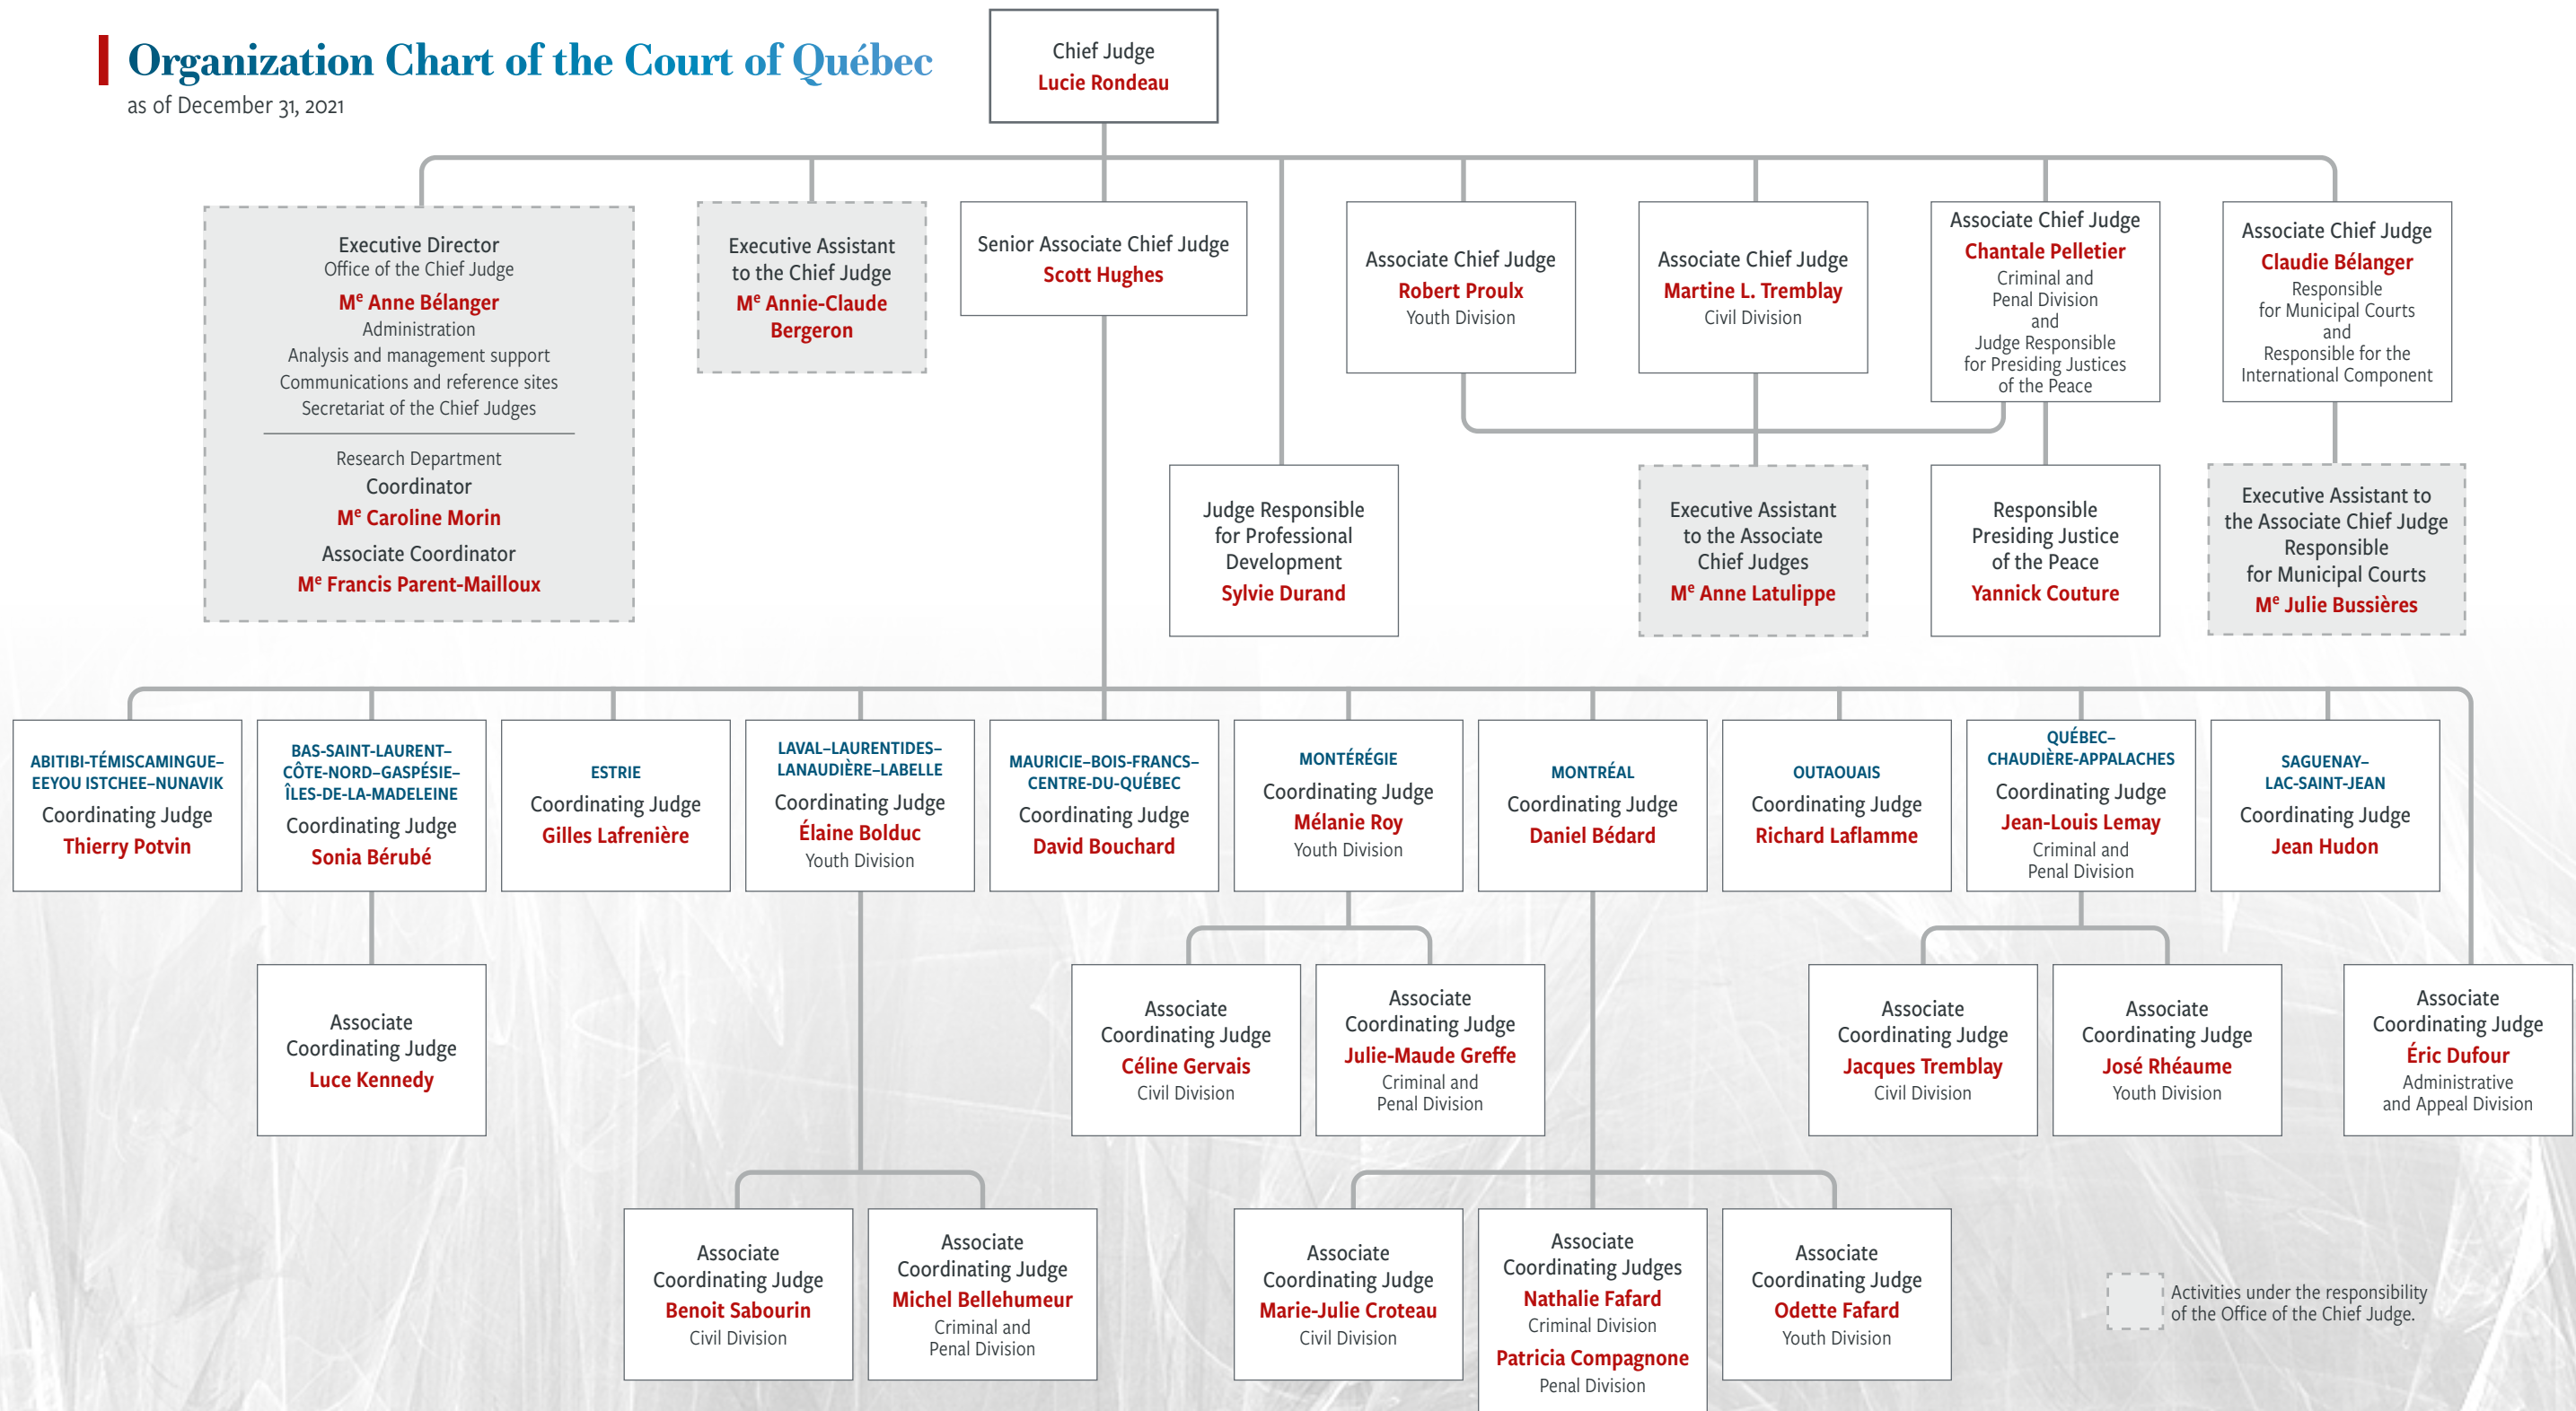 Organization Chart of the Court of Québec
as of December 31, 2021
Chief Judge
Lucie Rondeau
Executive Director
Office of the Chief Judge
Me Anne Bélanger
Administration
Analysis and management support
Communications and reference sites
Secretariat of the Chief Judges
Research Department
Coordinator
Me Caroline Morin
Associate Coordinator
Me Francis Parent-Mailloux
Executive Assistant
to the Chief Judge
Me Annie-Claude
Bergeron
Senior Associate Chief Judge
Scott Hughes
Associate Chief Judge
Robert Proulx
Youth Division
Associate Chief Judge
Martine L. Tremblay
Civil Division
Associate Chief Judge
Chantale Pelletier
Criminal and
Penal Division
and
Judge Responsible
for Presiding Justices
of the Peace
Associate Chief Judge
Claudie Bélanger
Responsible
for Municipal Courts
and
Responsible for the
International Component
Judge Responsible
for Professional
Development
Sylvie Durand
Executive Assistant
to the Associate
Chief Judges
Me Anne Latulippe
Responsible
Presiding Justice
of the Peace
Yannick Couture
Executive Assistant to
the Associate Chief Judge
Responsible
for Municipal Courts
Me Julie Bussières
ABITIBI-TÉMISCAMINGUE–
EEYOU ISTCHEE–NUNAVIK
Coordinating Judge
Thierry Potvin
BAS-SAINT-LAURENT–
CÔTE-NORD–GASPÉSIE–
ÎLES-DE-LA-MADELEINE
Coordinating Judge
Sonia Bérubé
ESTRIE
Coordinating Judge
Gilles Lafrenière
LAVAL–LAURENTIDES–
LANAUDIÈRE–LABELLE
Coordinating Judge
Élaine Bolduc
Youth Division
MAURICIE–BOIS-FRANCS–
CENTRE-DU-QUÉBEC
Coordinating Judge
David Bouchard
MONTÉRÉGIE
Coordinating Judge
Mélanie Roy
Youth Division
MONTRÉAL
Coordinating Judge
Daniel Bédard
OUTAOUAIS
Coordinating Judge
Richard Laflamme
QUÉBEC–
CHAUDIÈRE-APPALACHES
Coordinating Judge
Jean-Louis Lemay
Criminal and
Penal Division
SAGUENAY–
LAC-SAINT-JEAN
Coordinating Judge
Jean Hudon
Associate
Coordinating Judge
Luce Kennedy
Associate
Coordinating Judge
Céline Gervais
Civil Division
Associate
Coordinating Judge
Julie-Maude Greffe
Criminal and
Penal Division
Associate
Coordinating Judge
Jacques Tremblay
Civil Division
Associate
Coordinating Judge
José Rhéaume
Youth Division
Associate
Coordinating Judge
Éric Dufour
Administrative
and Appeal Division
Associate
Coordinating Judge
Benoit Sabourin
Civil Division
Associate
Coordinating Judge
Michel Bellehumeur
Criminal and
Penal Division
Associate
Coordinating Judge
Marie-Julie Croteau
Civil Division
Associate
Coordinating Judges
Nathalie Fafard
Criminal Division
Patricia Compagnone
Penal Division
Associate
Coordinating Judge
Odette Fafard
Youth Division
Activities under the responsibility
of the Office of the Chief Judge.